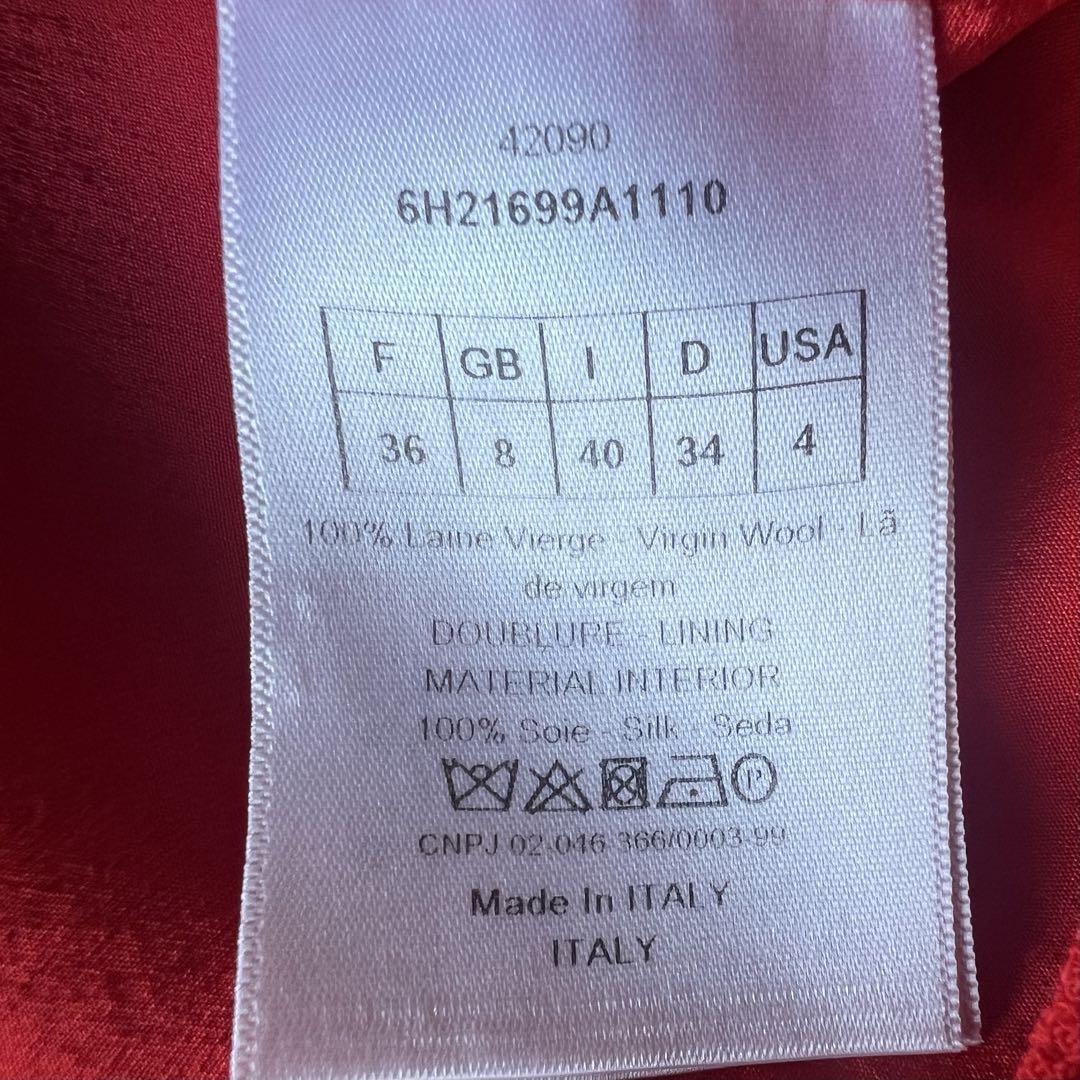 42090
6H21699A1110
F GB I D USA
36 8 40 34 4
100% Laine Vierge - Virgin Wool - Lã
de virgem
DOUBLURE - LINING
MATERIAL INTERIOR
100% Soie - Silk - Seda
P
CNPJ 02.046.366/0003-99
Made In ITALY
ITALY